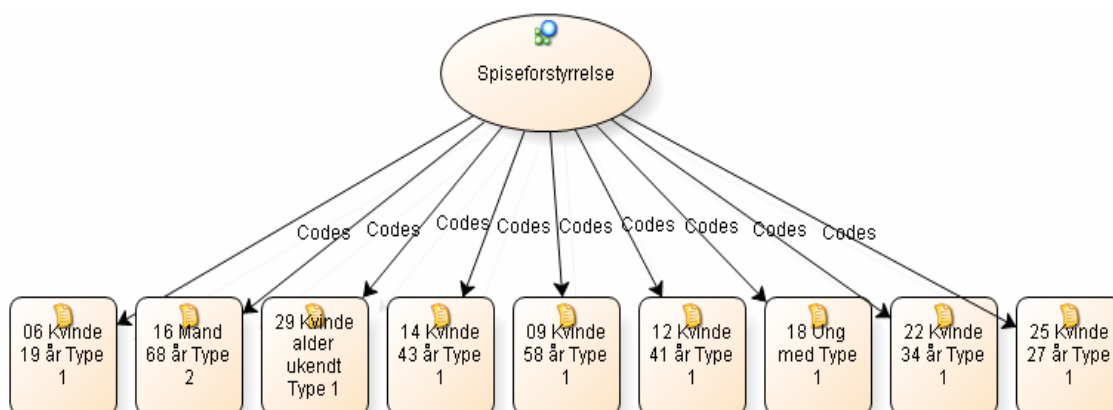 Spiseforstyrrelse
Codes
Codes
Codes
Codes
Codes
Codes
Codes
Codes
Codes
06 Kvinde
19 år Type
1
16 Mand
68 år Type
2
29 Kvinde
alder
ukendt
Type 1
14 Kvinde
43 år Type
1
09 Kvinde
58 år Type
1
12 Kvinde
41 år Type
1
18 Ung
med Type
1
22 Kvinde
34 år Type
1
25 Kvinde
27 år Type
1